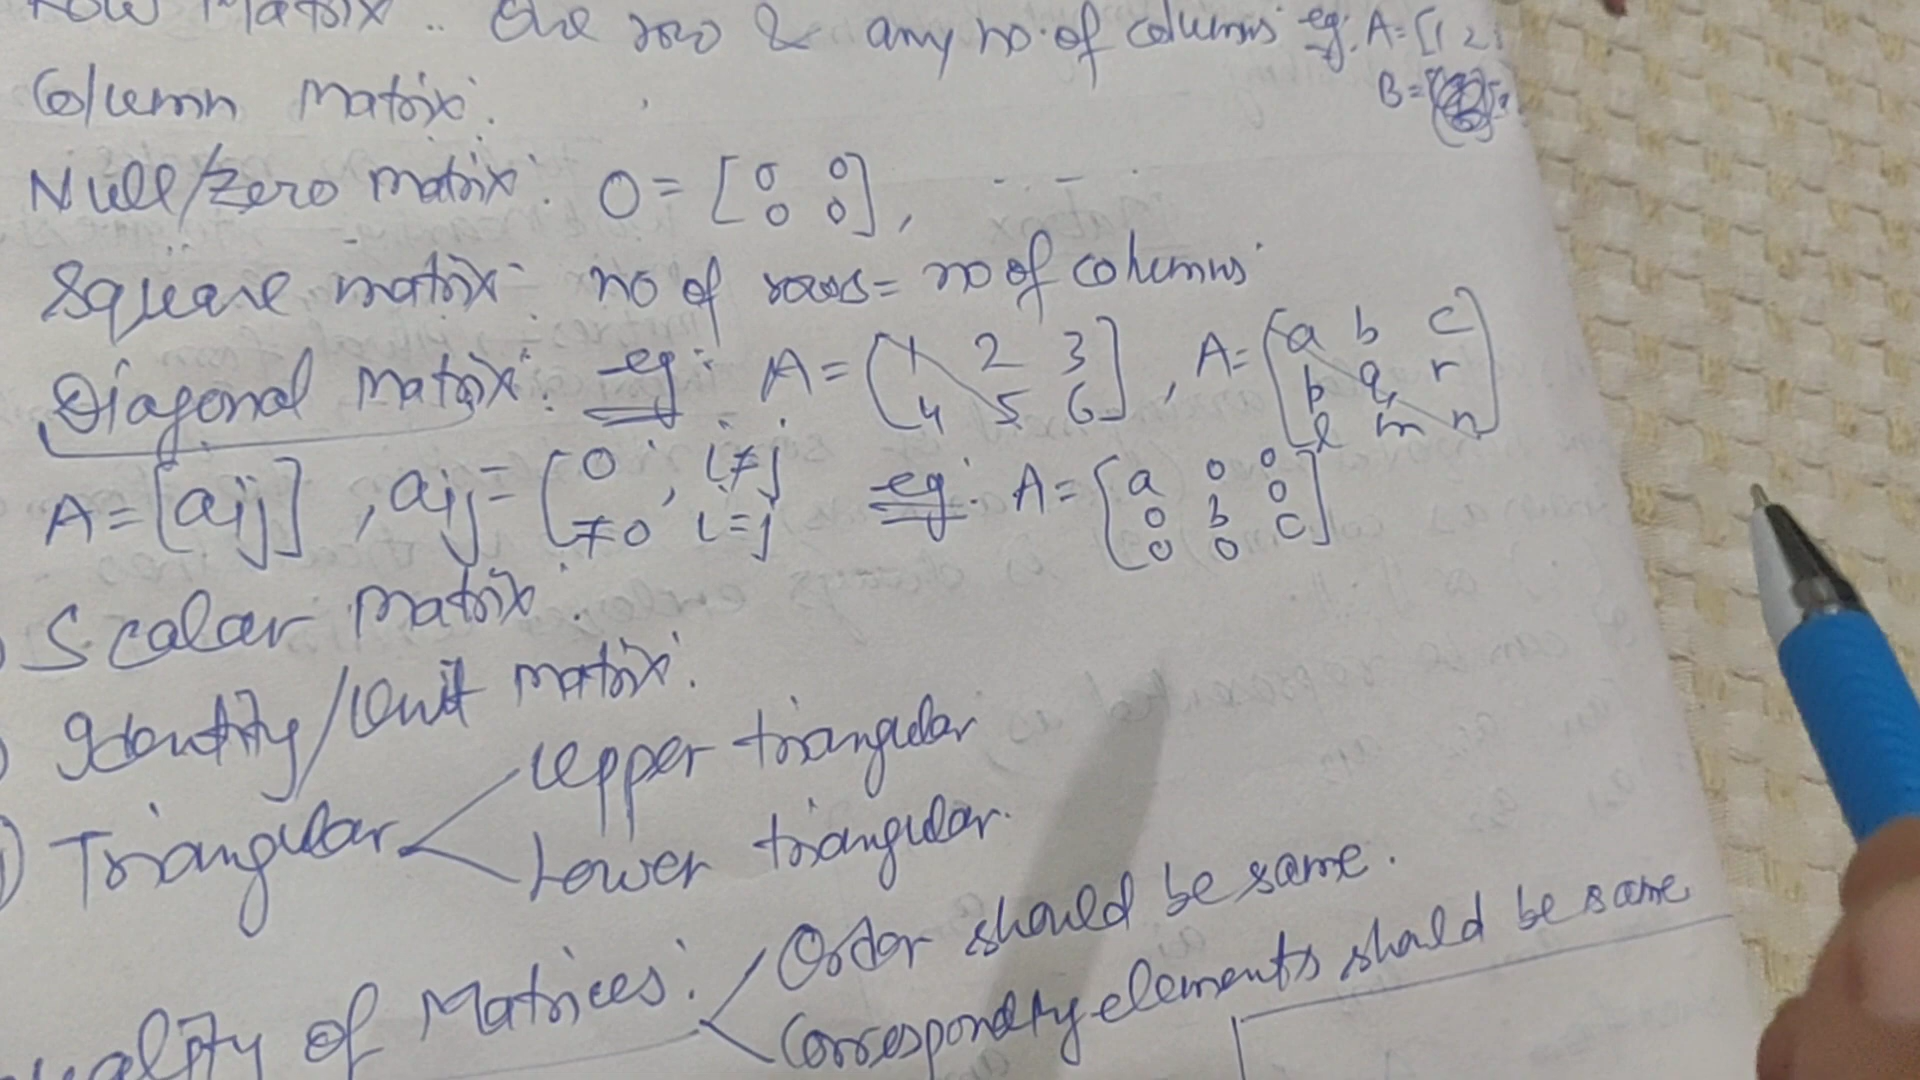 Row Matrix: One row & any no. of columns eg: A=[1 2
B=
Column Matrix:
Null/zero matrix: O = [0 0 0 0],
Square matrix: no of rows = no of columns
Diagonal Matrix: eg: A = [1 2 3 4 5 6], A = [a b c p q r l m n]
A = [aij], aij = [0, i≠j ≠0 i=j eg: A = [a 0 0 0 b 0 0 0 c]
Scalar Matrix:
Identity/Unit matrix:
Triangular Upper triangular
Lower triangular.
uality of Matrices: Order should be same.
Corresponding elements should be same